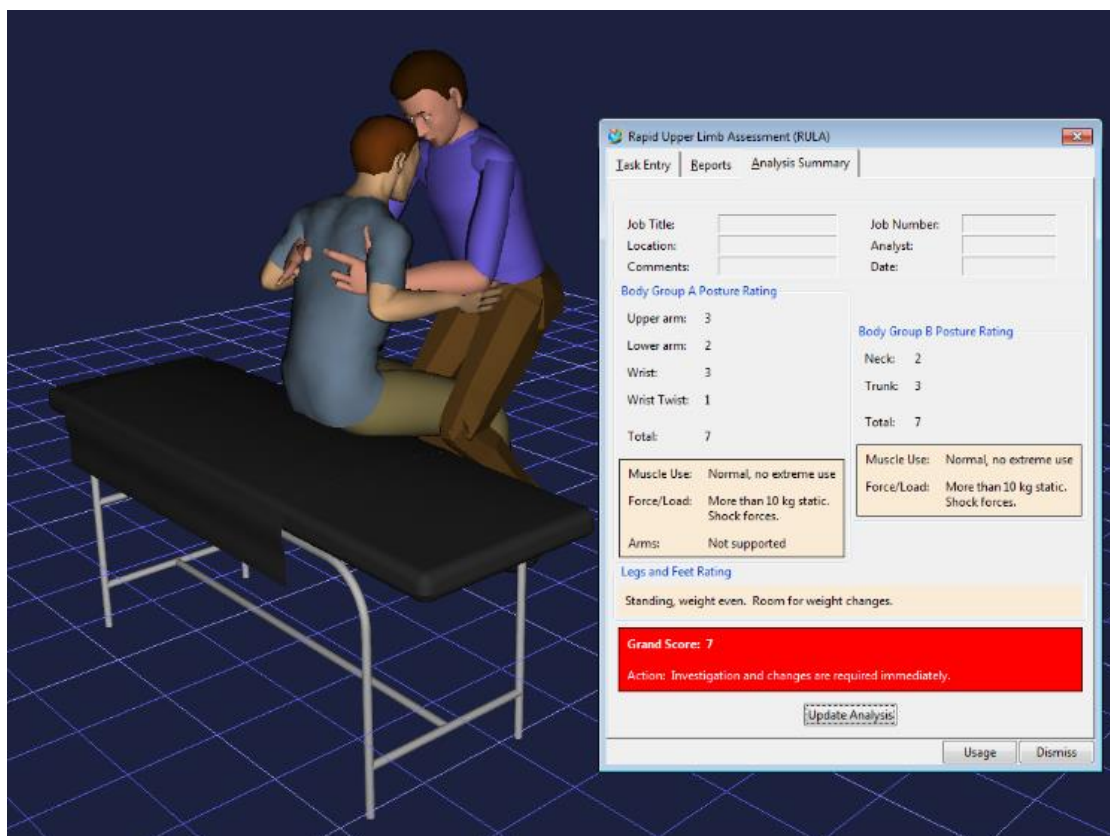 Rapid Upper Limb Assessment (RULA)
Task Entry Reports Analysis Summary
Job Title: Job Number:
Location: Analyst:
Comments: Date:
Body Group A Posture Rating
Upper arm: 3
Lower arm: 2
Wrist: 3
Wrist Twist: 1
Total: 7
Muscle Use: Normal, no extreme use
Force/Load: More than 10 kg static.
Shock forces.
Arms: Not supported
Body Group B Posture Rating
Neck: 2
Trunk: 3
Total: 7
Muscle Use: Normal, no extreme use
Force/Load: More than 10 kg static.
Shock forces.
Legs and Feet Rating
Standing, weight even. Room for weight changes.
Grand Score: 7
Action: Investigation and changes are required immediately.
Update Analysis
Usage Dismiss